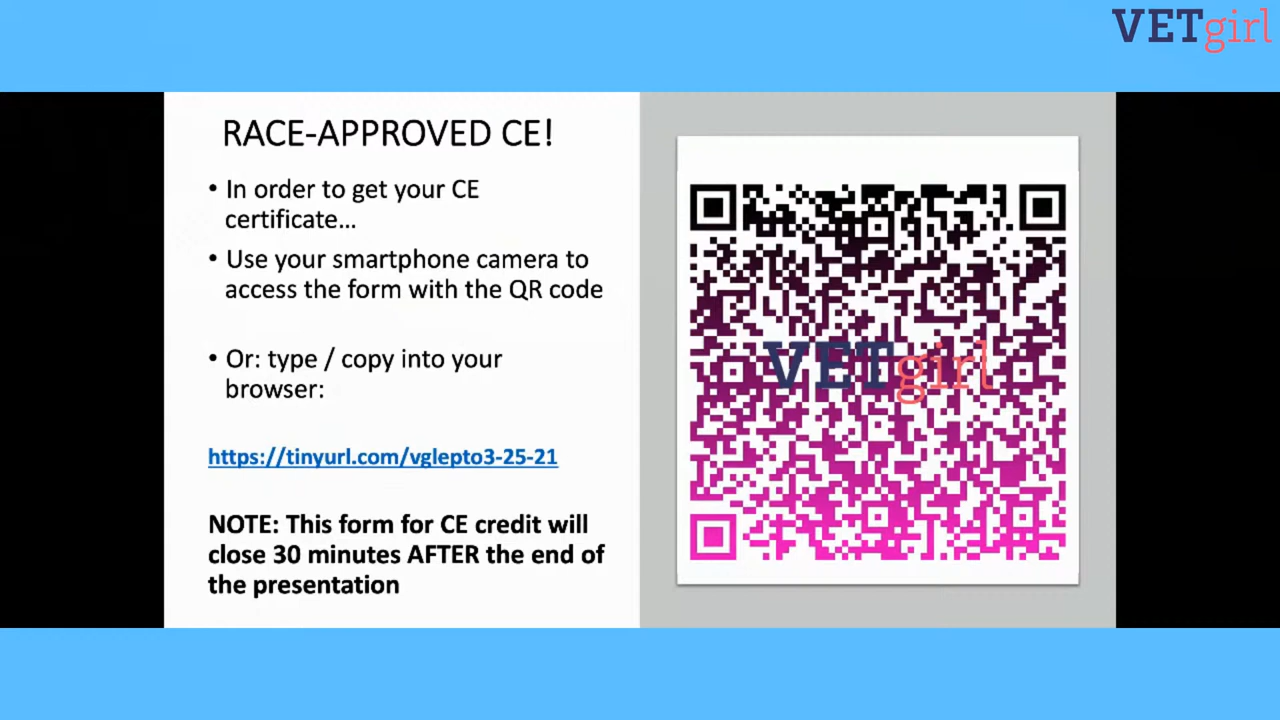 VETgirl
RACE-APPROVED CE!
• In order to get your CE
certificate...
• Use your smartphone camera to
access the form with the QR code
• Or: type / copy into your
browser:
https://tinyurl.com/vglepto3-25-21
NOTE: This form for CE credit will
close 30 minutes AFTER the end of
the presentation
VETgirl